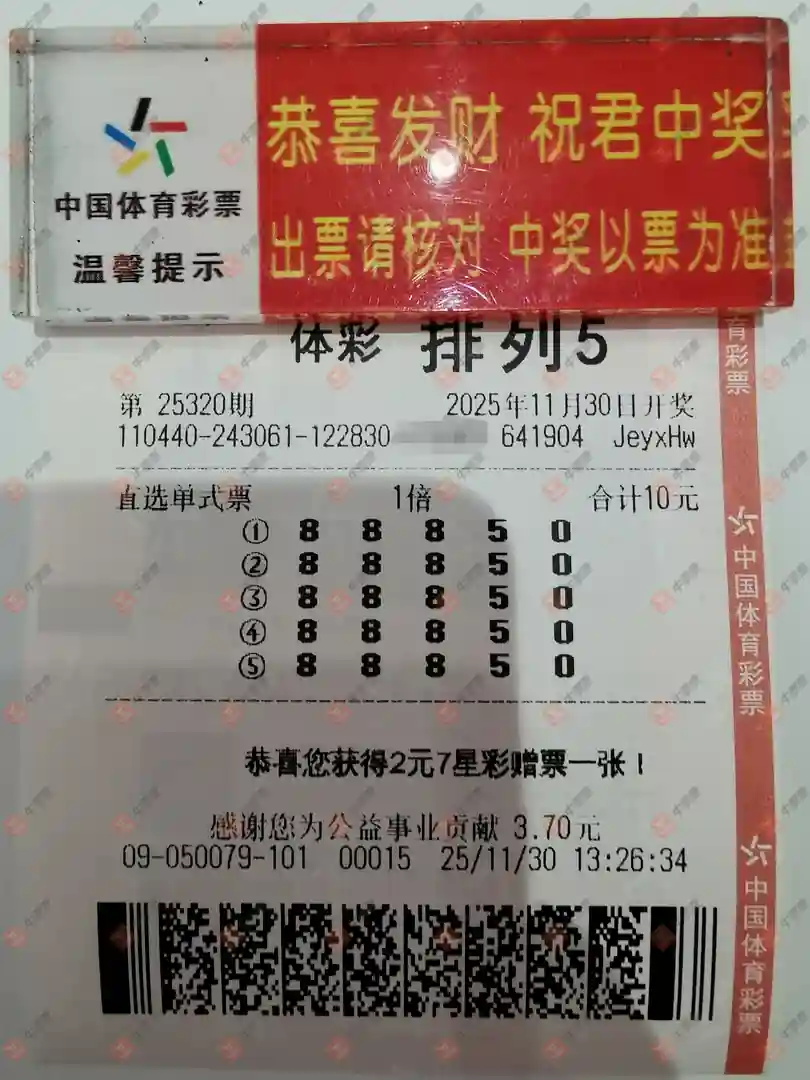 恭喜发财 祝君中奖
中国体育彩票
温馨提示
出票请核对 中奖以票为准
体彩 排列5
第 25320期 2025年11月30日开奖
110440-243061-122830 641904 JeyxHw
直选单式票 1倍 合计10元
① 8 8 8 5 0
② 8 8 8 5 0
③ 8 8 8 5 0
④ 8 8 8 5 0
⑤ 8 8 8 5 0
恭喜您获得2元7星彩赠票一张!
感谢您为公益事业贡献 3.70元
09-050079-101 00015 25/11/30 13:26:34
育彩票
中国体育彩票
中国体育彩票